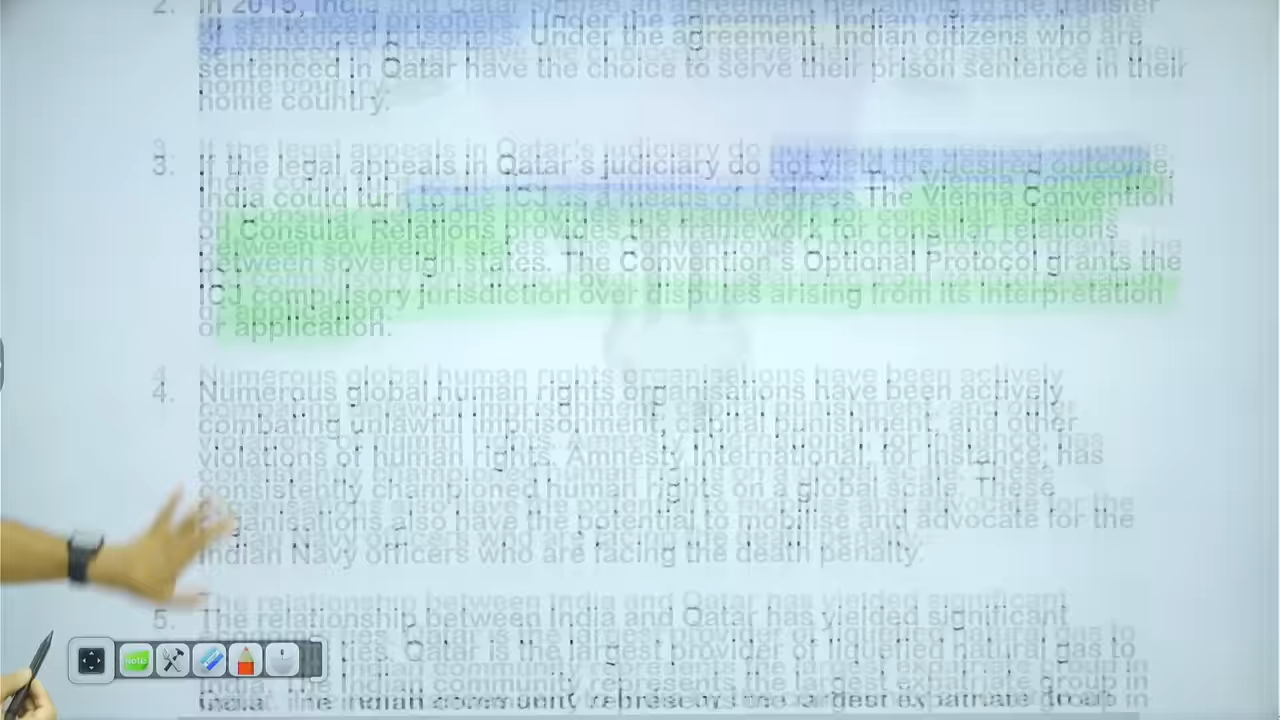 2. In 2015, India and Qatar signed an agreement pertaining to the transfer
of sentenced prisoners. Under the agreement, Indian citizens who are
sentenced in Qatar have the choice to serve their prison sentence in their
home country.
3. If the legal appeals in Qatar's judiciary do not yield the desired outcome,
India could turn to the ICJ as a means of redress. The Vienna Convention
on Consular Relations provides the framework for consular relations
between sovereign states. The Convention's Optional Protocol grants the
ICJ compulsory jurisdiction over disputes arising from its interpretation
or application.
4. Numerous global human rights organisations have been actively
combating unlawful imprisonment, capital punishment, and other
violations of human rights. Amnesty International, for instance, has
consistently championed human rights on a global scale. These
organisations also have the potential to mobilise and advocate for the
Indian Navy officers who are facing the death penalty.
5. The relationship between India and Qatar has yielded significant
Qatar is the largest provider of liquefied natural gas to
India. The Indian community represents the largest expatriate group in
Note